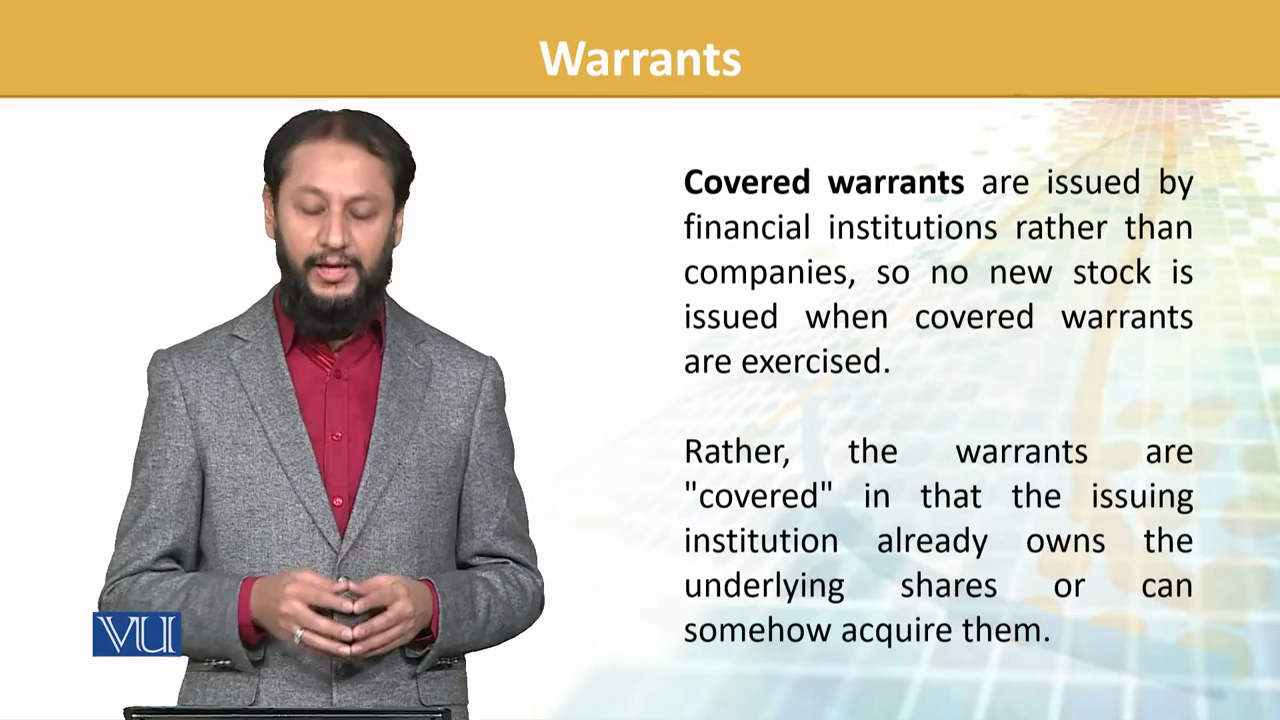 Warrants
Covered warrants are issued by
financial institutions rather than
companies, so no new stock is
issued when covered warrants
are exercised.
Rather, the warrants are
"covered" in that the issuing
institution already owns the
underlying shares or can
somehow acquire them.
VU